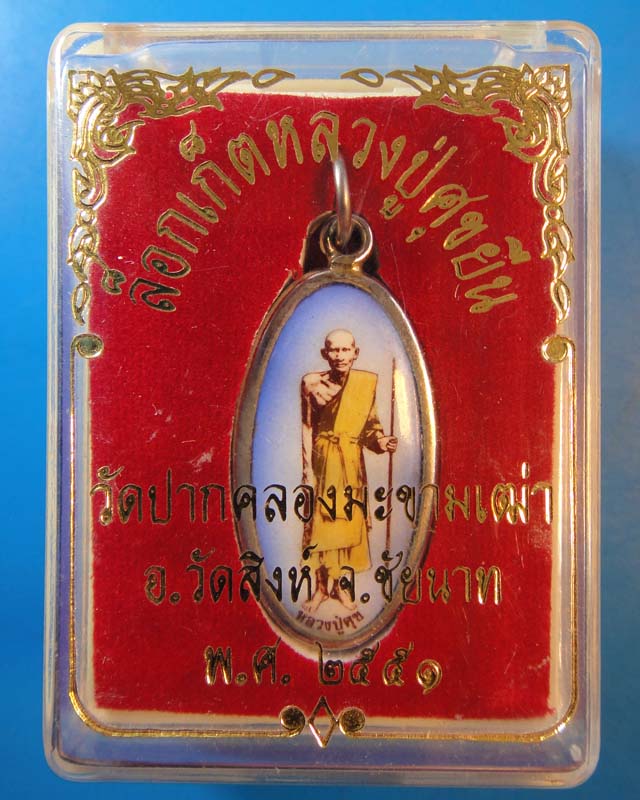 ล็อกเก็ตหลวงปู่ศุขยืน
หลวงปู่ศุข
วัดปากคลองมะขามเฒ่า
อ.วัดสิงห์ จ.ชัยนาท
พ.ศ. ๒๕๕๑